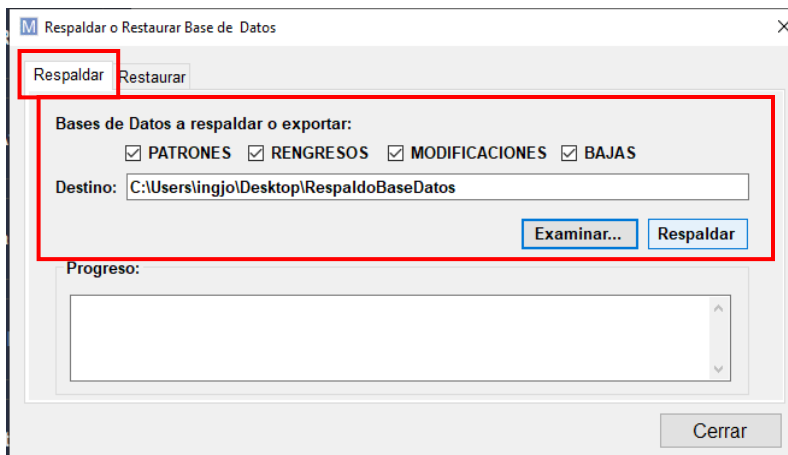 M Respaldar o Restaurar Base de Datos
Respaldar Restaurar
Bases de Datos a respaldar o exportar:
PATRONES RENGRESOS MODIFICACIONES BAJAS
Destino: C:\Users\ingjo\Desktop\RespaldoBaseDatos
Examinar... Respaldar
Progreso:
Cerrar